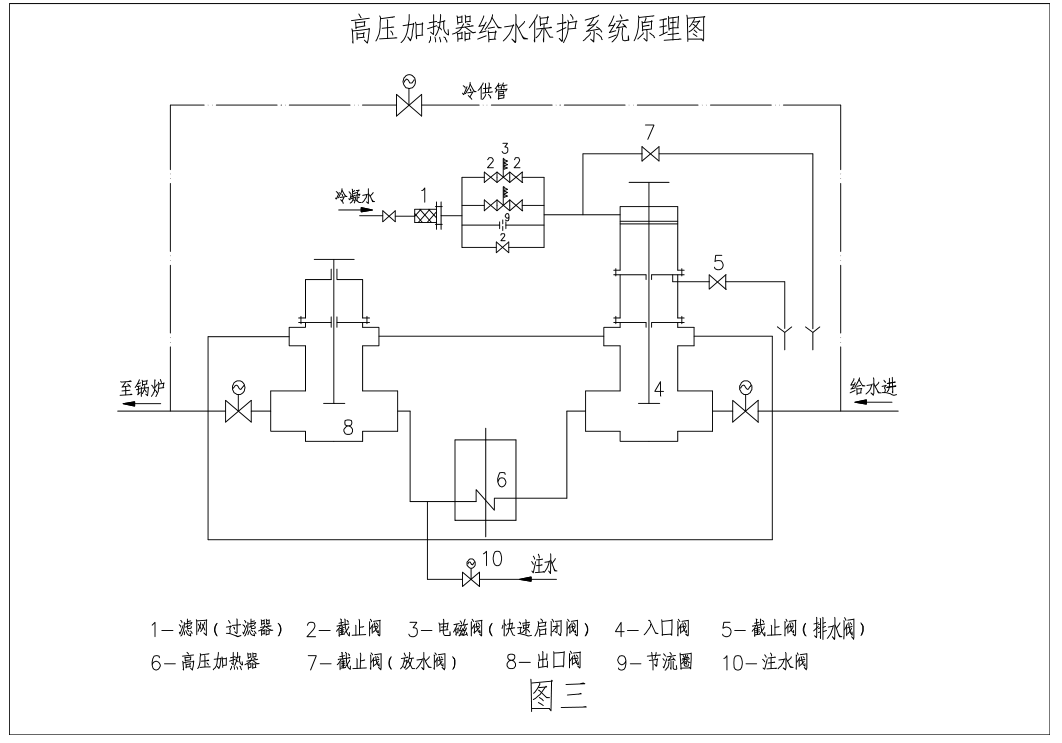 高压加热器给水保护系统原理图
冷供管
7
3
2 2
冷凝水
1
9
2
5
至锅炉
4
给水进
8
6
10
注水
1-滤网(过滤器) 2-截止阀 3-电磁阀(快速启闭阀) 4-入口阀 5-截止阀(排水阀)
6-高压加热器 7-截止阀(放水阀) 8-出口阀 9-节流圈 10-注水阀
图三